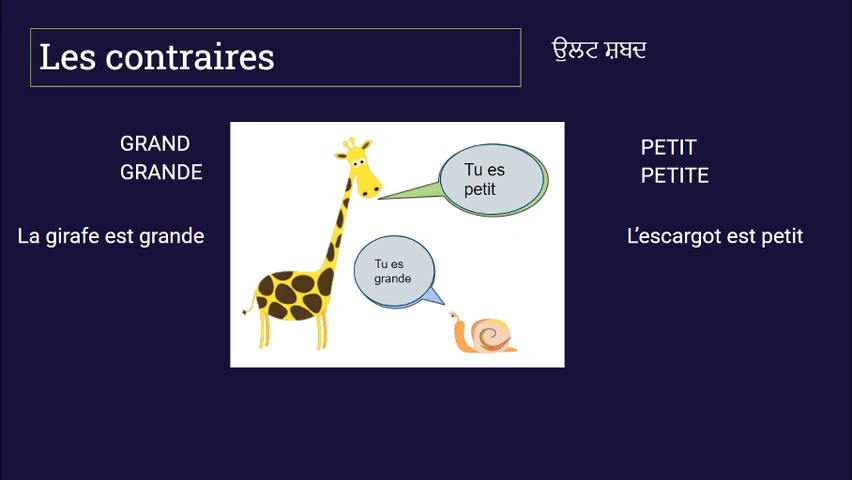 Les contraires
ਉਲਟ ਸ਼ਬਦ
GRAND
GRANDE
La girafe est grande
Tu es
petit
Tu es
grande
PETIT
PETITE
L’escargot est petit